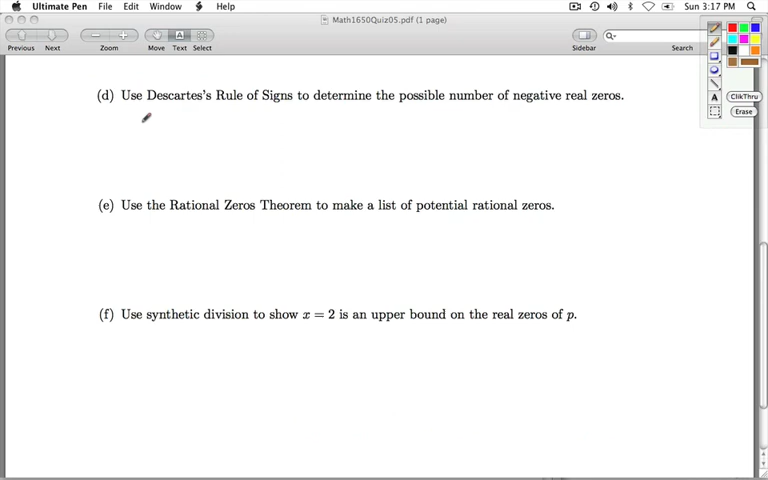 Ultimate Pen File Edit Window Help Sun 3:17 PM
Math1650Quiz05.pdf (1 page)
Previous Next Zoom Move Text Select Sidebar Search
(d) Use Descartes's Rule of Signs to determine the possible number of negative real zeros.
ClikThru
A
Erase
(e) Use the Rational Zeros Theorem to make a list of potential rational zeros.
(f) Use synthetic division to show x = 2 is an upper bound on the real zeros of p.